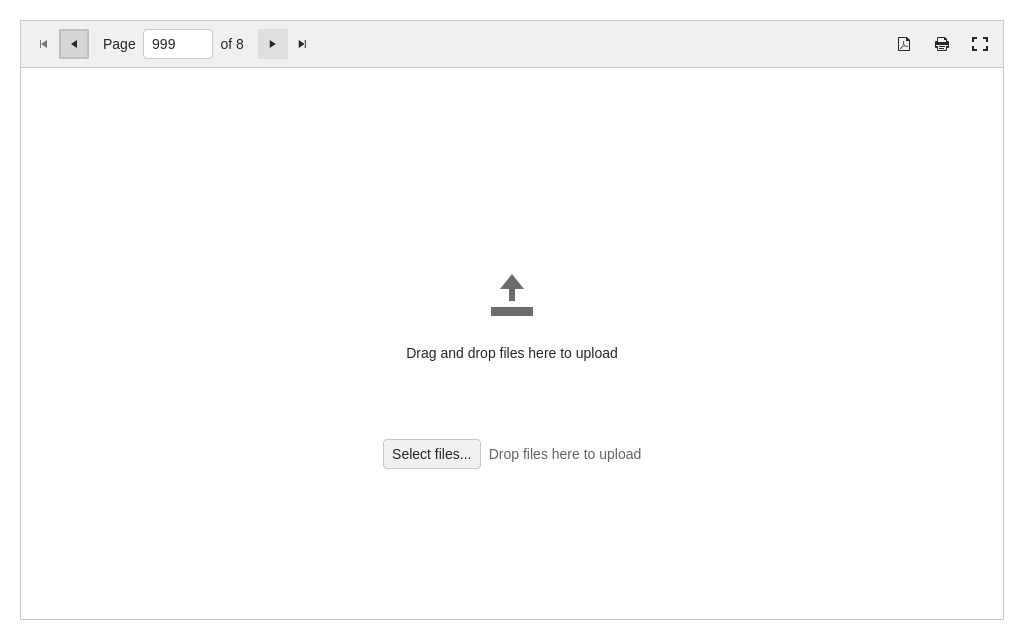 Page 999 of 8
Drag and drop files here to upload
Select files... Drop files here to upload